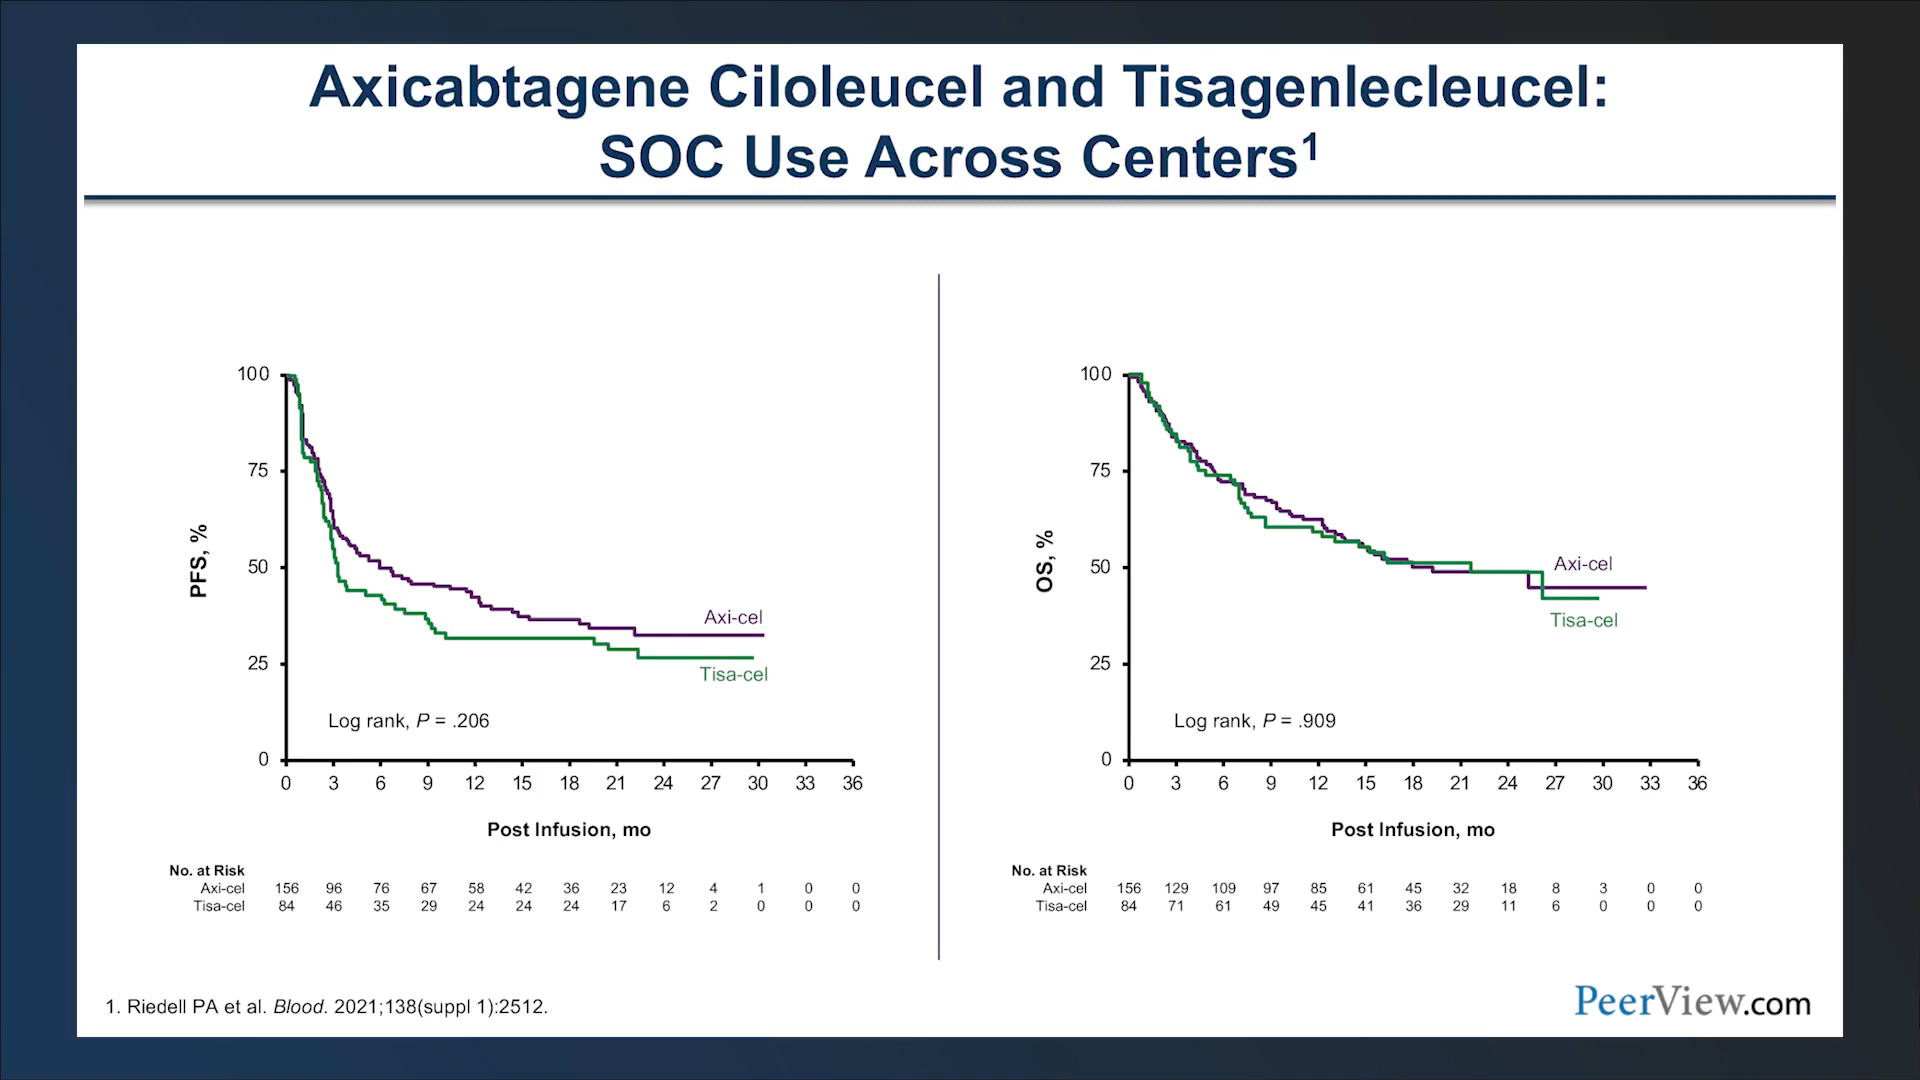 Axicabtagene Ciloleucel and Tisagenlecleucel:
SOC Use Across Centers1
PFS, %
100
75
50
25
0
Axi-cel
Tisa-cel
Log rank, P = .206
0 3 6 9 12 15 18 21 24 27 30 33 36
Post Infusion, mo
No. at Risk
Axi-cel 156 96 76 67 58 42 36 23 12 4 1 0 0
Tisa-cel 84 46 35 29 24 24 24 17 6 2 0 0 0
OS, %
100
75
50
25
0
Axi-cel
Tisa-cel
Log rank, P = .909
0 3 6 9 12 15 18 21 24 27 30 33 36
Post Infusion, mo
No. at Risk
Axi-cel 156 129 109 97 85 61 45 32 18 8 3 0 0
Tisa-cel 84 71 61 49 45 41 36 29 11 6 0 0 0
1. Riedell PA et al. Blood. 2021;138(suppl 1):2512.
PeerView.com